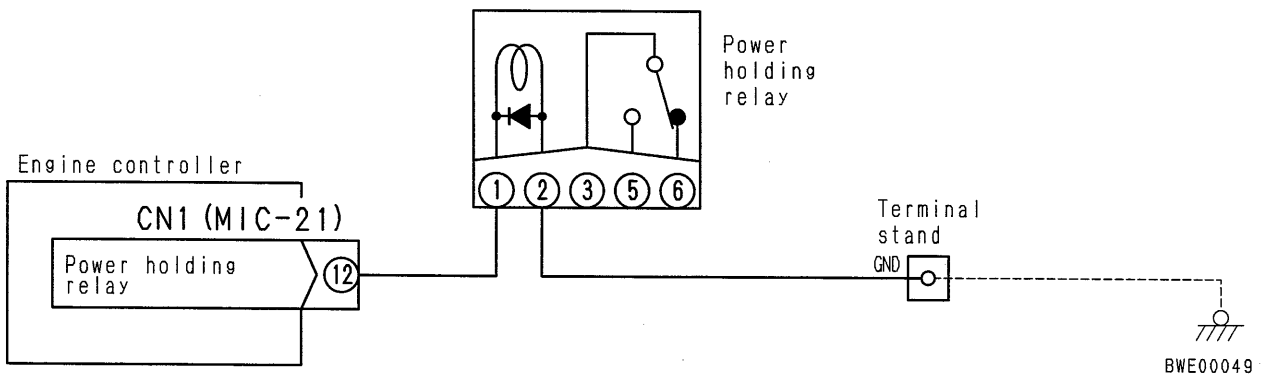 Power
holding
relay
① ② ③ ⑤ ⑥
Engine controller
CN1 (MIC-21)
Power holding
relay
⑫
Terminal
stand
GND
BWE00049